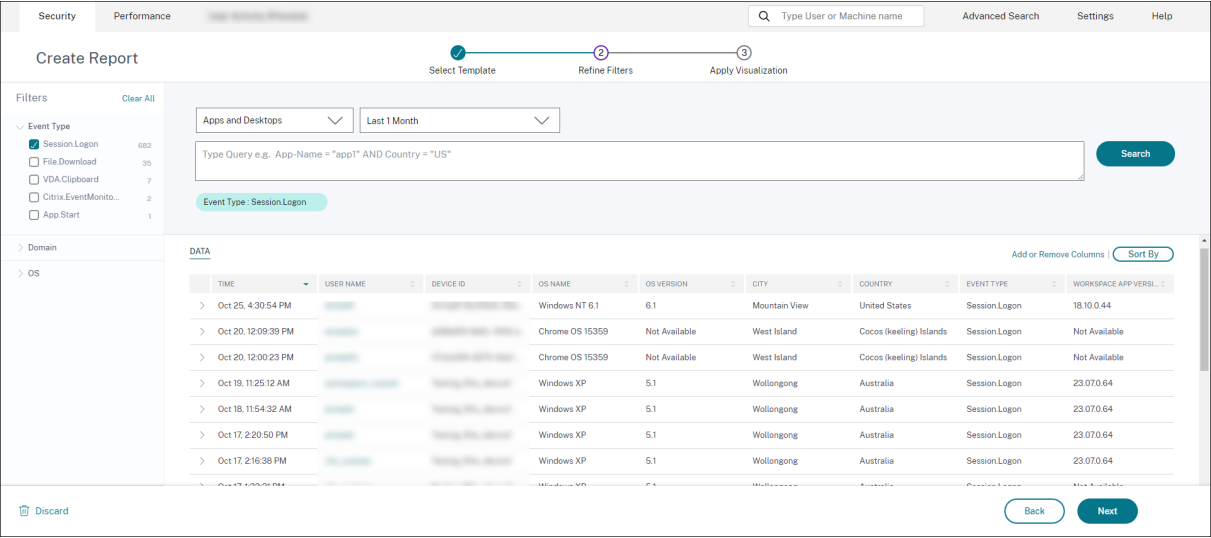 Security Performance Type User or Machine name Advanced Search Settings Help
Create Report
2 3
Select Template Refine Filters Apply Visualization
Filters Clear All
Event Type
Session.Logon 682
File.Download 35
VDA.Clipboard 7
Citrix.EventMonito... 2
App.Start 1
Domain
OS
Apps and Desktops Last 1 Month
Type Query e.g. App-Name = "app1" AND Country = "US"
Search
Event Type : Session.Logon
DATA Add or Remove Columns | Sort By
TIME USER NAME DEVICE ID OS NAME OS VERSION CITY COUNTRY EVENT TYPE WORKSPACE APP VERSI...
Oct 25, 4:30:54 PM Windows NT 6.1 6.1 Mountain View United States Session.Logon 18.10.0.44
Oct 20, 12:09:39 PM Chrome OS 15359 Not Available West Island Cocos (keeling) Islands Session.Logon Not Available
Oct 20, 12:00:23 PM Chrome OS 15359 Not Available West Island Cocos (keeling) Islands Session.Logon Not Available
Oct 19, 11:25:12 AM Windows XP 5.1 Wollongong Australia Session.Logon 23.07.0.64
Oct 18, 11:54:32 AM Windows XP 5.1 Wollongong Australia Session.Logon 23.07.0.64
Oct 17, 2:20:50 PM Windows XP 5.1 Wollongong Australia Session.Logon 23.07.0.64
Oct 17, 2:16:38 PM Windows XP 5.1 Wollongong Australia Session.Logon 23.07.0.64
Discard Back Next